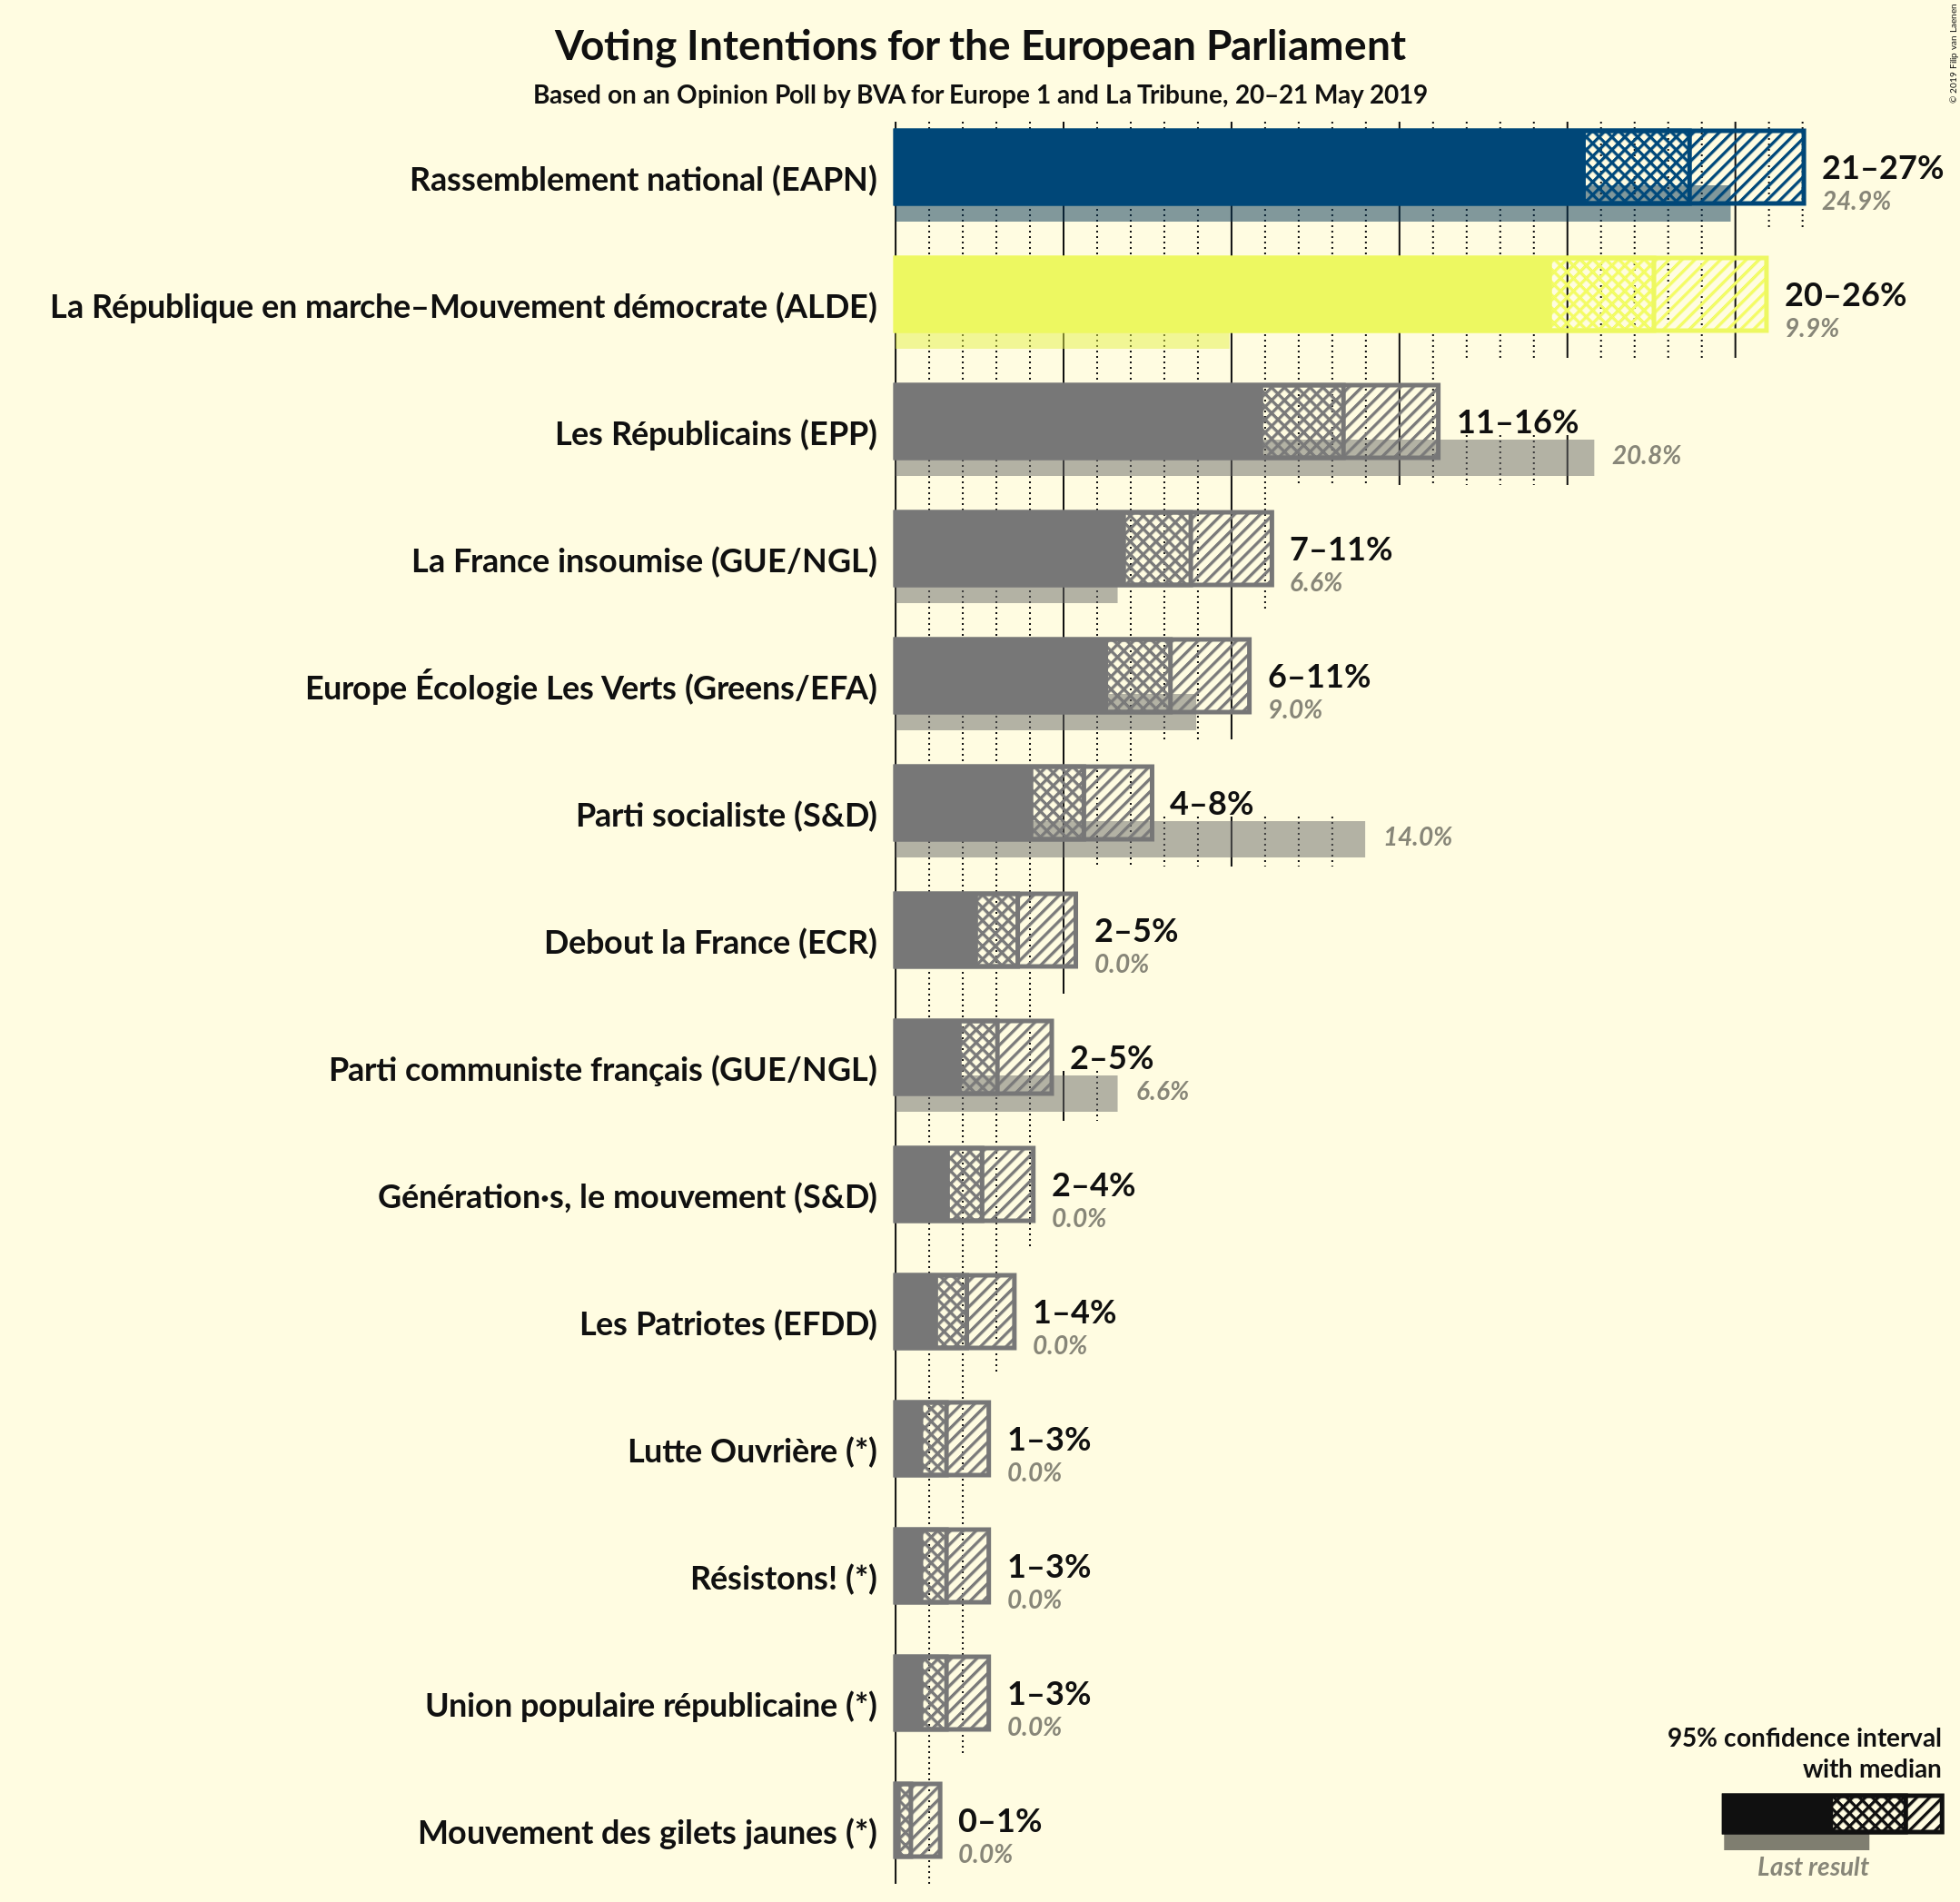 Voting Intentions for the European Parliament
Based on an Opinion Poll by BVA for Europe 1 and La Tribune, 20–21 May 2019
© 2019 Filip van Laenen
Rassemblement national (EAPN)
21–27%
24.9%
La République en marche–Mouvement démocrate (ALDE)
20–26%
9.9%
Les Républicains (EPP)
11–16%
20.8%
La France insoumise (GUE/NGL)
7–11%
6.6%
Europe Écologie Les Verts (Greens/EFA)
6–11%
9.0%
Parti socialiste (S&D)
4–8%
14.0%
Debout la France (ECR)
2–5%
0.0%
Parti communiste français (GUE/NGL)
2–5%
6.6%
Génération·s, le mouvement (S&D)
2–4%
0.0%
Les Patriotes (EFDD)
1–4%
0.0%
Lutte Ouvrière (*)
1–3%
0.0%
Résistons! (*)
1–3%
0.0%
Union populaire républicaine (*)
1–3%
0.0%
Mouvement des gilets jaunes (*)
0–1%
0.0%
95% confidence interval
with median
Last result